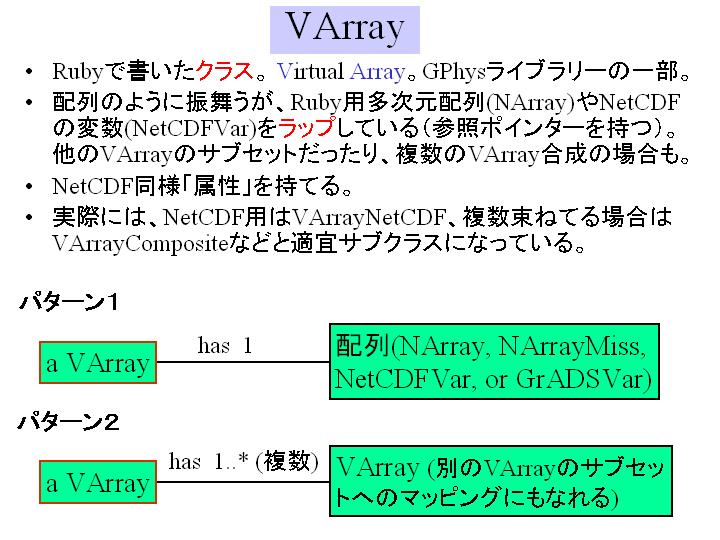 VArray
• Rubyで書いたクラス。 Virtual Array。GPhysライブラリーの一部。
• 配列のように振舞うが、Ruby用多次元配列(NArray)やNetCDF
の変数(NetCDFVar)をラップしている（参照ポインターを持つ）。
他のVArrayのサブセットだったり、複数のVArray合成の場合も。
• NetCDF同様「属性」を持てる。
• 実際には、NetCDF用はVArrayNetCDF、複数束ねてる場合は
VArrayCompositeなどと適宜サブクラスになっている。
パターン１
a VArray
has 1
配列(NArray, NArrayMiss,
NetCDFVar, or GrADSVar)
パターン２
a VArray
has 1..* (複数)
VArray (別のVArrayのサブセッ
トへのマッピングにもなれる)